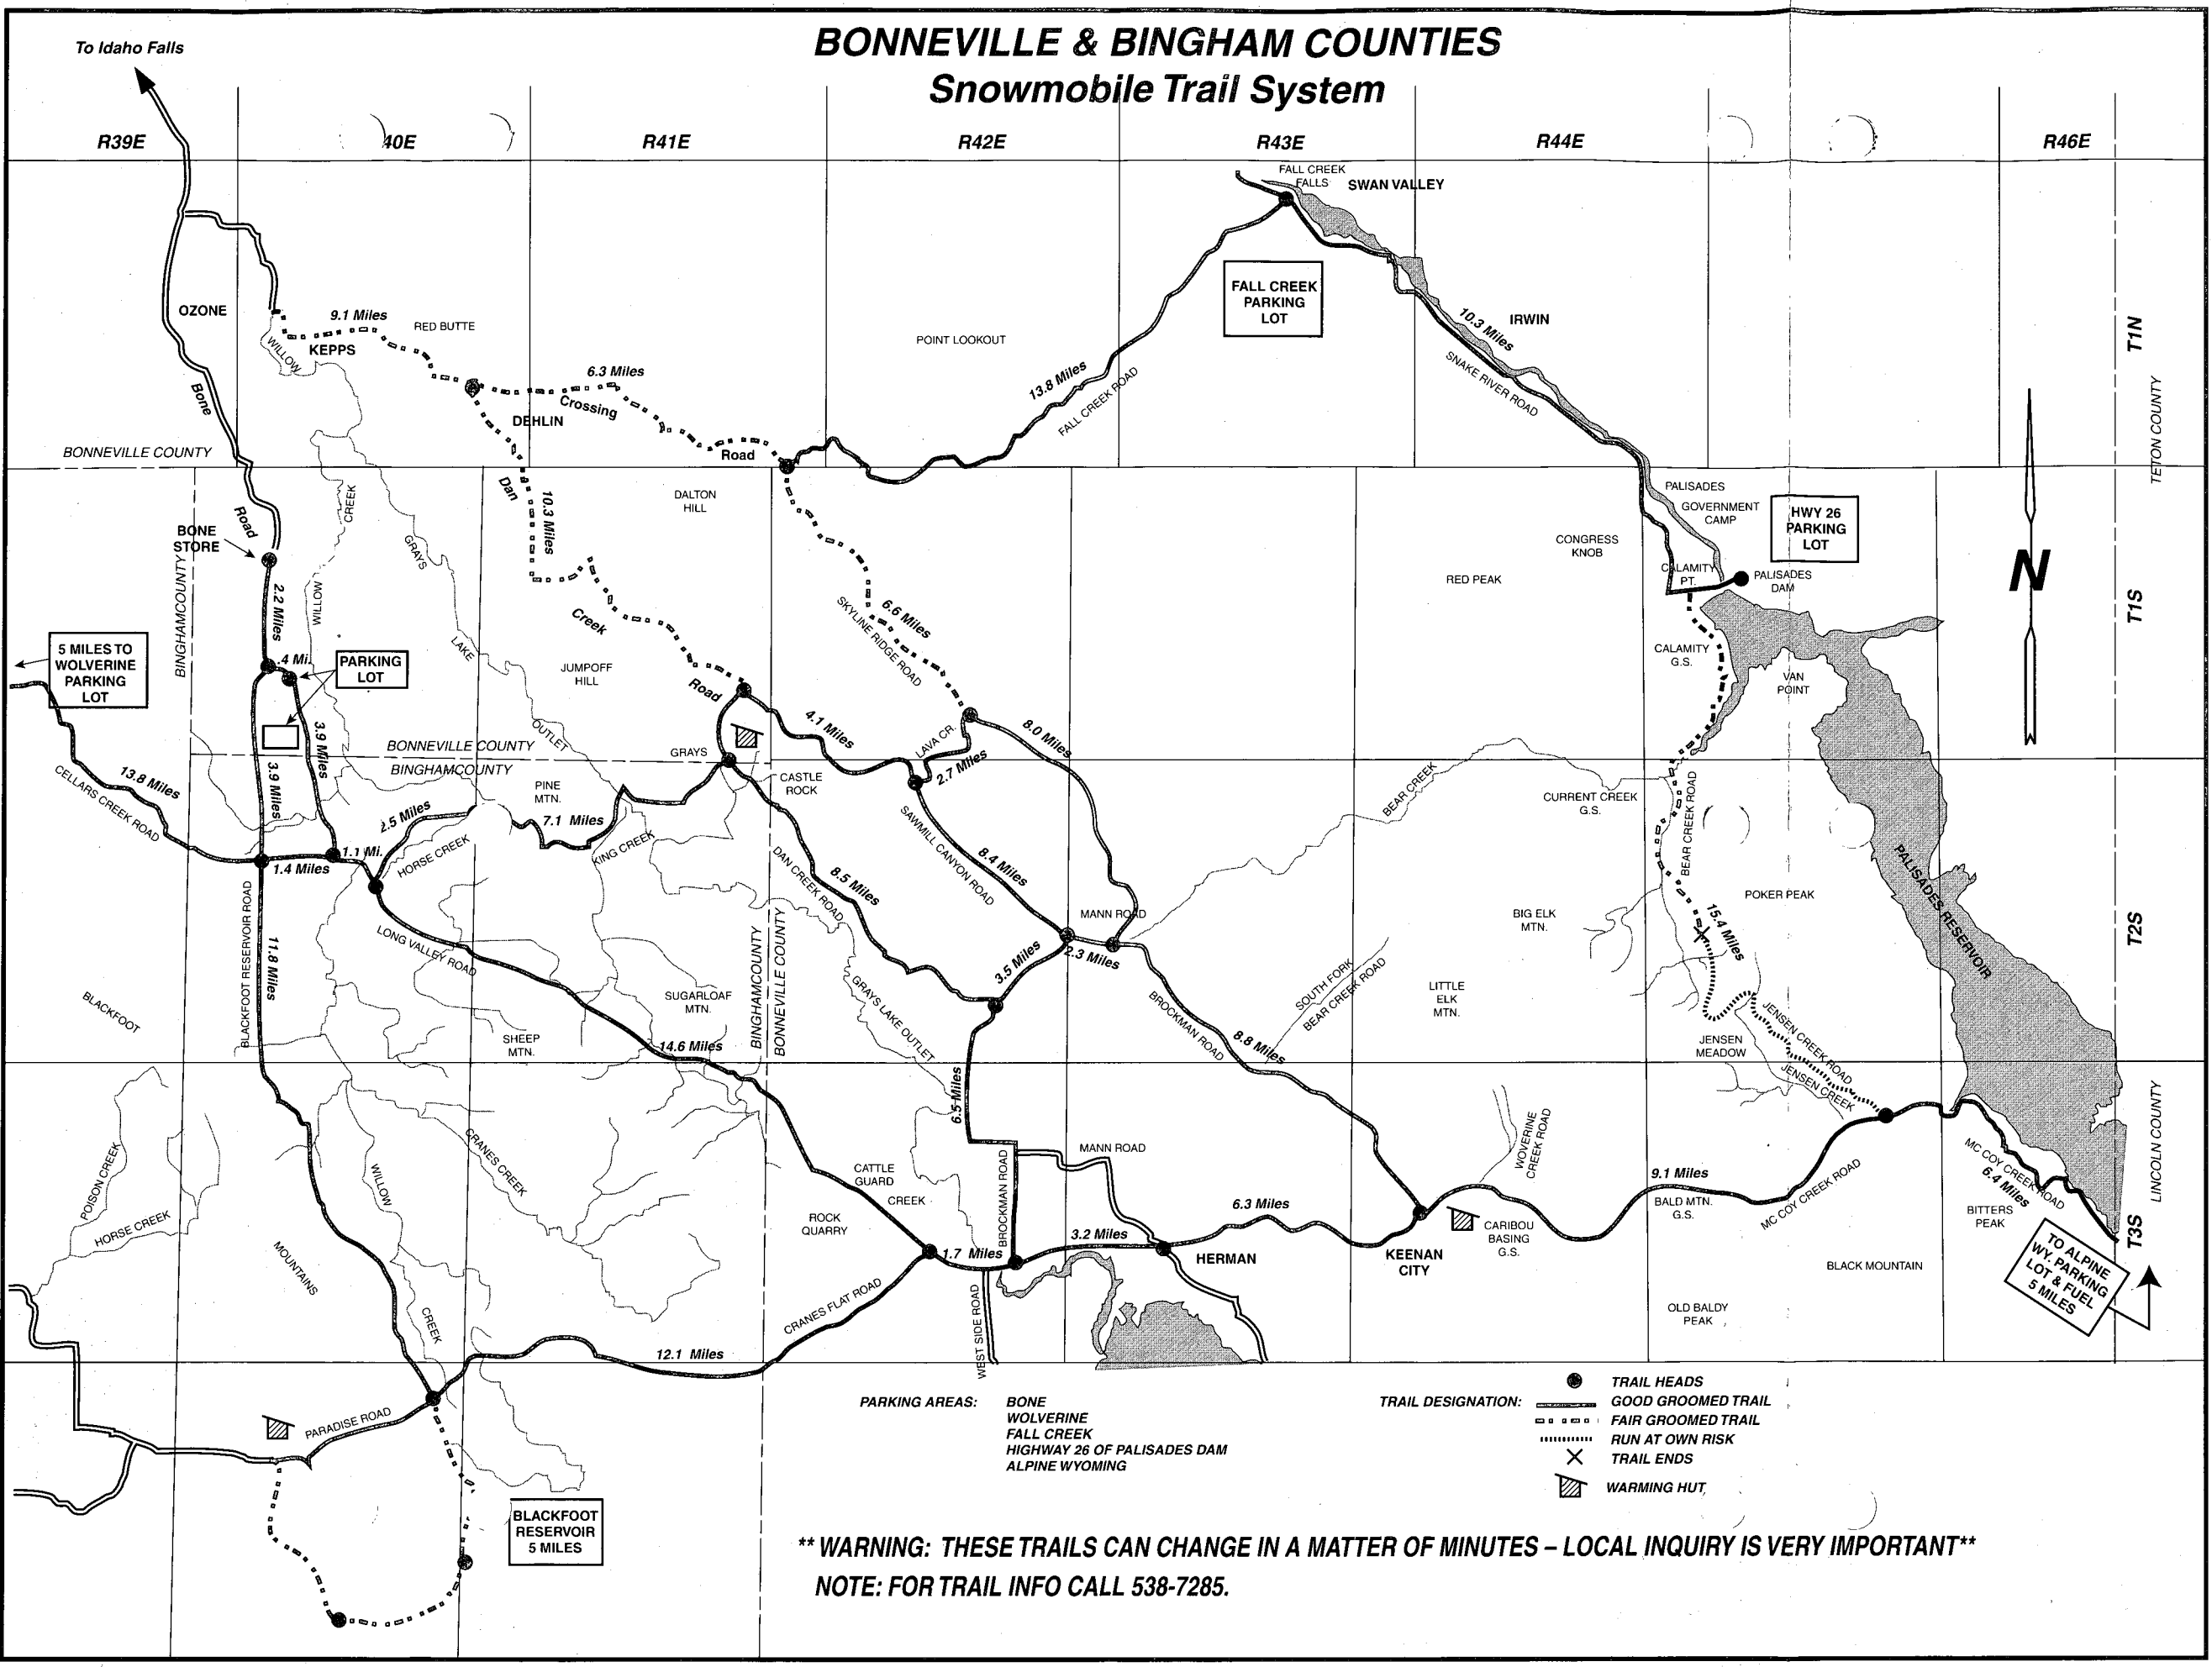 BONNEVILLE & BINGHAM COUNTIES
Snowmobile Trail System
To Idaho Falls
R39E
40E
R41E
R42E
R43E
R44E
R46E
FALL CREEK
FALLS
SWAN VALLEY
FALL CREEK
PARKING
LOT
OZONE
9.1 Miles
RED BUTTE
WILLOW
KEPPS
Bone
6.3 Miles
Crossing
DEHLIN
Road
POINT LOOKOUT
13.8 Miles
FALL CREEK ROAD
10.3 Miles
IRWIN
SNAKE RIVER ROAD
T1N
TETON COUNTY
BONNEVILLE COUNTY
Road
BONE
STORE
BINGHAMCOUNTY
CREEK
GRAYS
Dan
10.3 Miles
DALTON
HILL
PALISADES
GOVERNMENT
CAMP
HWY 26
PARKING
LOT
CONGRESS
KNOB
RED PEAK
CALAMITY
PT.
PALISADES
DAM
N
T1S
2.2 Miles
WILLOW
LAKE
Creek
SKYLINE RIDGE ROAD
6.6 Miles
5 MILES TO
WOLVERINE
PARKING
LOT
.4 Mi.
PARKING
LOT
JUMPOFF
HILL
Road
CALAMITY
G.S.
VAN
POINT
3.9 Miles
3.9 Miles
OUTLET
BONNEVILLE COUNTY
BINGHAMCOUNTY
GRAYS
4.1 Miles
LAVA CR.
2.7 Miles
8.0 Miles
CASTLE
ROCK
13.8 Miles
CELLARS CREEK ROAD
PINE
MTN.
7.1 Miles
KING CREEK
2.5 Miles
HORSE CREEK
1.1 Mi.
1.4 Miles
DAN CREEK ROAD
8.5 Miles
SAWMILL CANYON ROAD
8.4 Miles
BEAR CREEK
CURRENT CREEK
G.S.
BEAR CREEK ROAD
PALISADES RESERVOIR
POKER PEAK
15.4 Miles
BIG ELK
MTN.
MANN ROAD
2.3 Miles
3.5 Miles
T2S
BLACKFOOT RESERVOIR ROAD
11.8 Miles
LONG VALLEY ROAD
BINGHAMCOUNTY
BONNEVILLE COUNTY
GRAYS LAKE OUTLET
BROCKMAN ROAD
8.8 Miles
SOUTH FORK
BEAR CREEK ROAD
LITTLE
ELK
MTN.
BLACKFOOT
SUGARLOAF
MTN.
SHEEP
MTN.
14.6 Miles
JENSEN
MEADOW
JENSEN CREEK ROAD
JENSEN CREEK
6.5 Miles
CRANES CREEK
POISON CREEK
HORSE CREEK
WILLOW
MOUNTAINS
CREEK
CATTLE
GUARD
CREEK
ROCK
QUARRY
BROCKMAN ROAD
MANN ROAD
WOVERINE
CREEK ROAD
LINCOLN COUNTY
1.7 Miles
3.2 Miles
HERMAN
6.3 Miles
KEENAN
CITY
CARIBOU
BASING
G.S.
9.1 Miles
BALD MTN.
G.S.
MC COY CREEK ROAD
MC COY CREEK ROAD
6.4 Miles
BITTERS
PEAK
T3S
BLACK MOUNTAIN
OLD BALDY
PEAK
TO ALPINE
WY. PARKING
LOT & FUEL
5 MILES
CRANES FLAT ROAD
WEST SIDE ROAD
12.1 Miles
PARADISE ROAD
BLACKFOOT
RESERVOIR
5 MILES
PARKING AREAS:
BONE
WOLVERINE
FALL CREEK
HIGHWAY 26 OF PALISADES DAM
ALPINE WYOMING
TRAIL DESIGNATION:
TRAIL HEADS
GOOD GROOMED TRAIL
FAIR GROOMED TRAIL
RUN AT OWN RISK
TRAIL ENDS
WARMING HUT
** WARNING: THESE TRAILS CAN CHANGE IN A MATTER OF MINUTES – LOCAL INQUIRY IS VERY IMPORTANT**
NOTE: FOR TRAIL INFO CALL 538-7285.